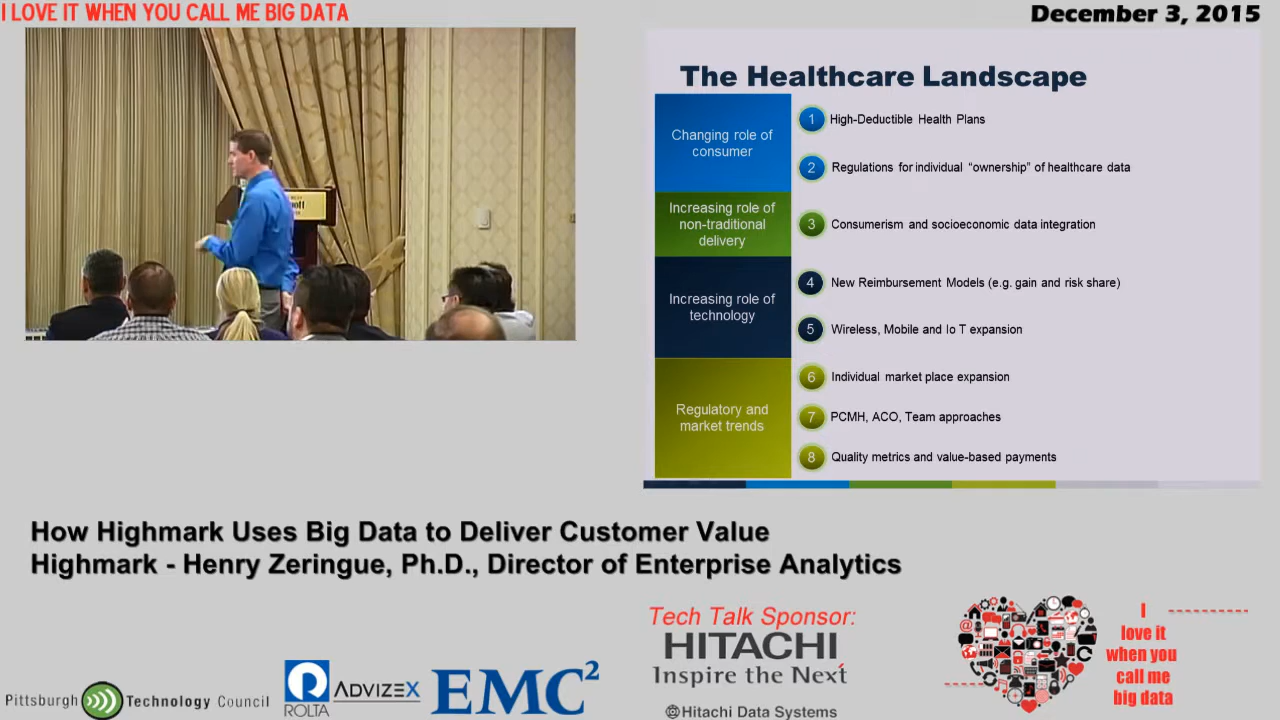 I LOVE IT WHEN YOU CALL ME BIG DATA
December 3, 2015
The Healthcare Landscape
Changing role of
consumer
1 High-Deductible Health Plans
2 Regulations for individual “ownership” of healthcare data
Increasing role of
non-traditional
delivery
3 Consumerism and socioeconomic data integration
Increasing role of
technology
4 New Reimbursement Models (e.g. gain and risk share)
5 Wireless, Mobile and Io T expansion
Regulatory and
market trends
6 Individual market place expansion
7 PCMH, ACO, Team approaches
8 Quality metrics and value-based payments
How Highmark Uses Big Data to Deliver Customer Value
Highmark - Henry Zeringue, Ph.D., Director of Enterprise Analytics
Pittsburgh Technology Council
ROLTA
ADVIZEX
EMC²
Tech Talk Sponsor:
HITACHI
Inspire the Next
@Hitachi Data Systems
I
love it
when you
call me
big data